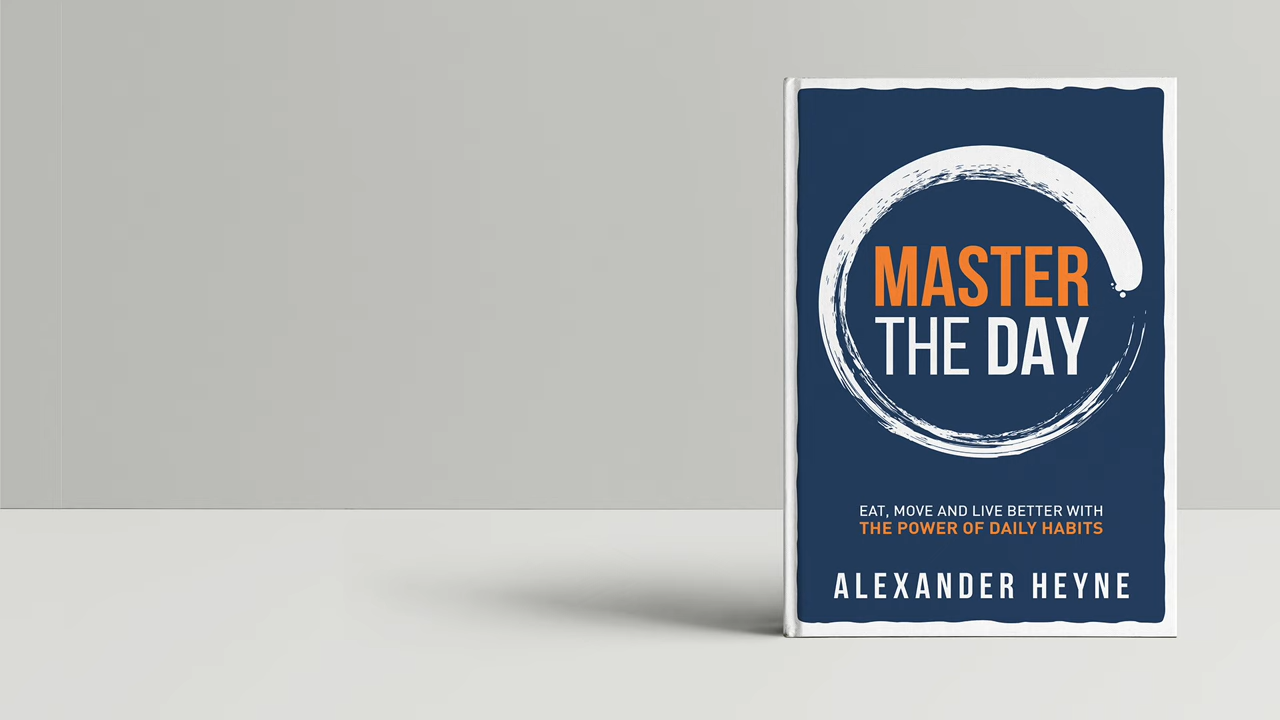 MASTER
THE DAY
EAT, MOVE AND LIVE BETTER WITH
THE POWER OF DAILY HABITS
ALEXANDER HEYNE